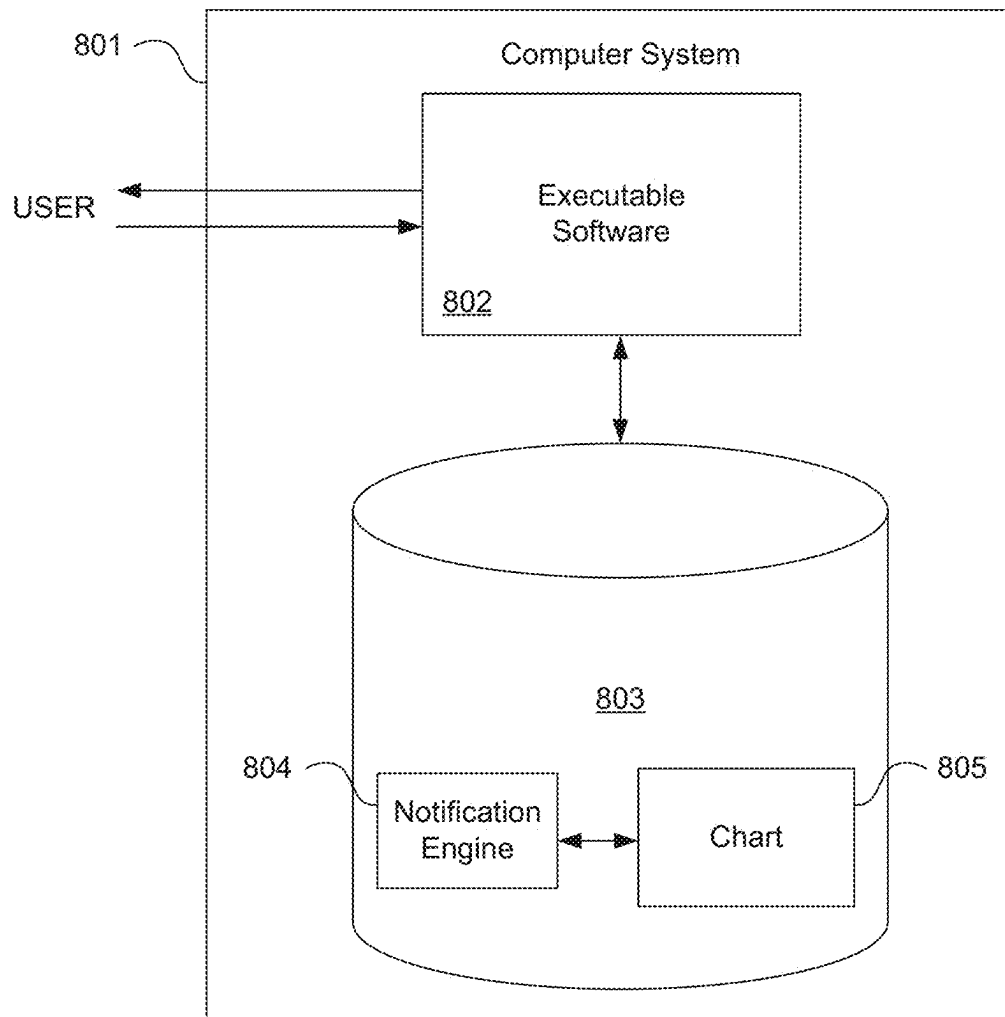 801
Computer System
USER
Executable
Software
802
803
804
805
Notification
Engine
Chart